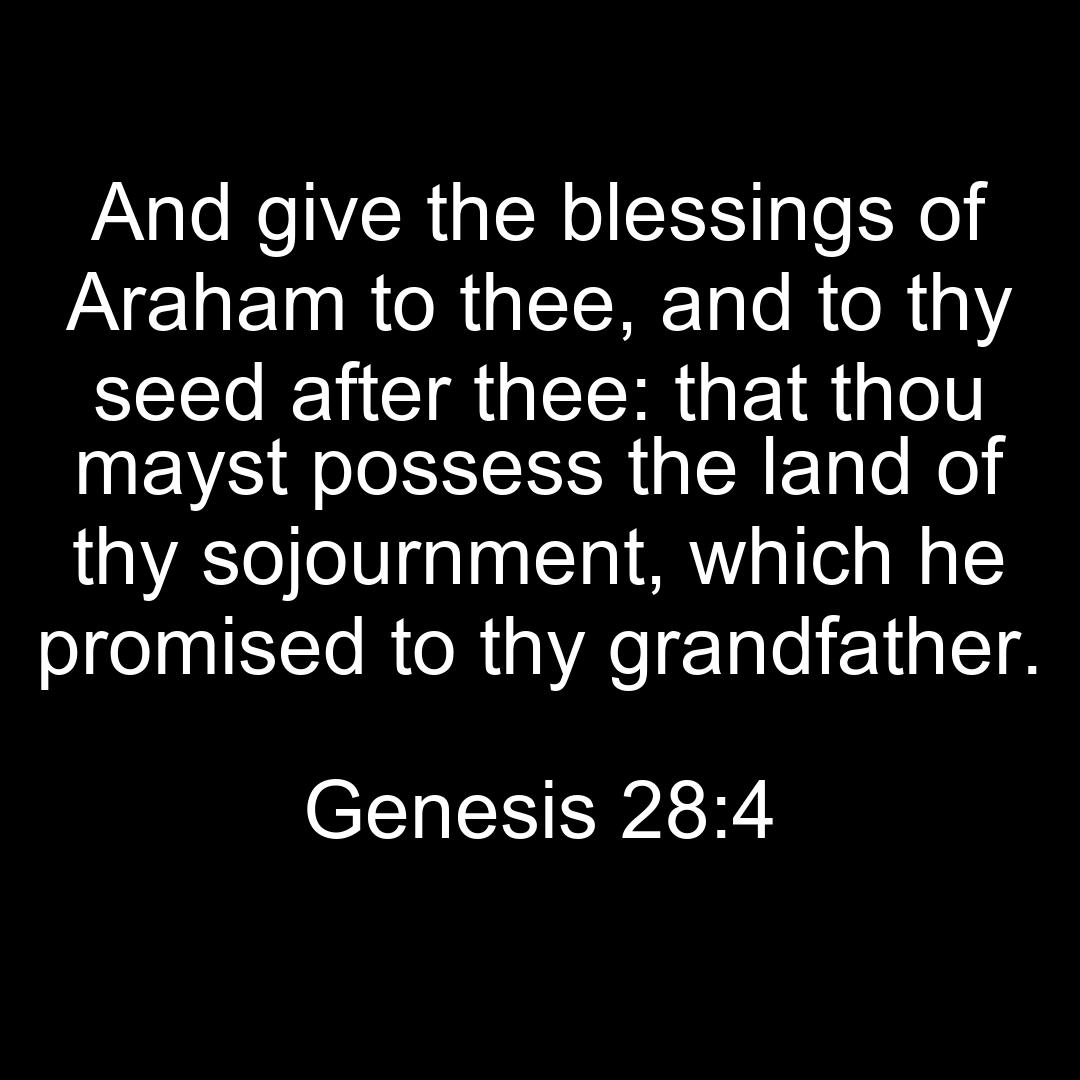 And give the blessings of
Araham to thee, and to thy
seed after thee: that thou
mayst possess the land of
thy sojournment, which he
promised to thy grandfather.
Genesis 28:4